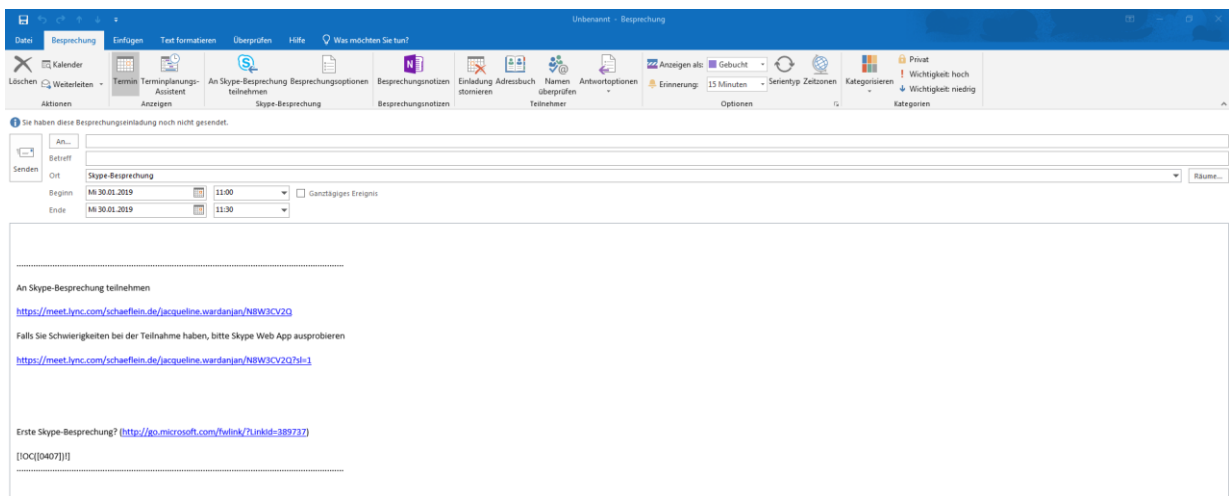 Unbenannt - Besprechung
Datei Besprechung Einfügen Text formatieren Überprüfen Hilfe Was möchten Sie tun?
Löschen
Kalender
Weiterleiten
Aktionen
Termin
Terminplanungs-
Assistent
Anzeigen
An Skype-Besprechung
teilnehmen
Besprechungsoptionen
Skype-Besprechung
Besprechungsnotizen
Besprechungsnotizen
Einladung
stornieren
Adressbuch
Namen
überprüfen
Antwortoptionen
Teilnehmer
Anzeigen als: Gebucht
Erinnerung: 15 Minuten
Serientyp
Zeitzonen
Optionen
Kategorisieren
Privat
Wichtigkeit: hoch
Wichtigkeit: niedrig
Kategorien
Sie haben diese Besprechungseinladung noch nicht gesendet.
Senden
An...
Betreff
Ort Skype-Besprechung Räume...
Beginn Mi 30.01.2019 11:00 Ganztägiges Ereignis
Ende Mi 30.01.2019 11:30
An Skype-Besprechung teilnehmen
https://meet.lync.com/schaeflein.de/jacqueline.wardanjan/N8W3CV2Q
Falls Sie Schwierigkeiten bei der Teilnahme haben, bitte Skype Web App ausprobieren
https://meet.lync.com/schaeflein.de/jacqueline.wardanjan/N8W3CV2Q?sl=1
Erste Skype-Besprechung? (http://go.microsoft.com/fwlink/?LinkId=389737)
[!OC([0407])!]